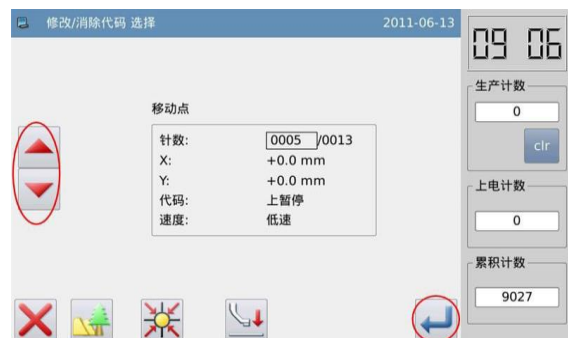 修改/消除代码 选择 2011-06-13
09 06
移动点
针数: 0005 /0013
X: +0.0 mm
Y: +0.0 mm
代码: 上暂停
速度: 低速
生产计数
0
clr
上电计数
0
累积计数
9027